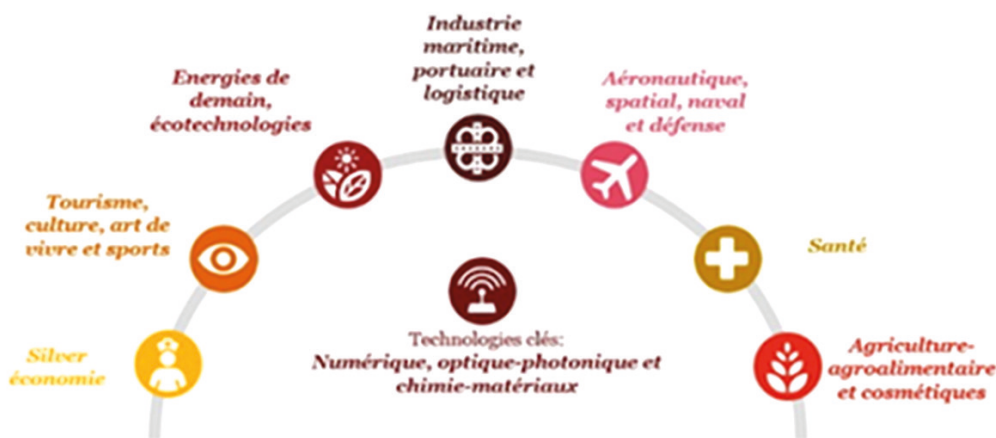 Industrie
maritime,
portuaire et
logistique
Energies de
demain,
écotechnologies
Aéronautique,
spatial, naval
et défense
Tourisme,
culture, art de
vivre et sports
Santé
Silver
économie
Technologies clés:
Numérique, optique-photonique et
chimie-matériaux
Agriculture-
agroalimentaire
et cosmétiques